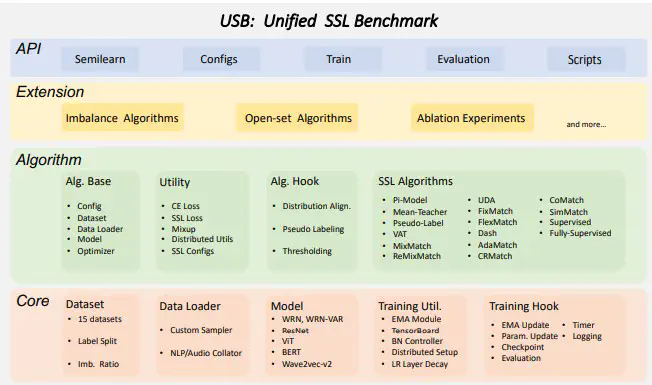 USB: Unified SSL Benchmark
API
Semilearn
Configs
Train
Evaluation
Scripts
Extension
Imbalance Algorithms
Open-set Algorithms
Ablation Experiments
and more...
Algorithm
Alg. Base
• Config
• Dataset
• Data Loader
• Model
• Optimizer
Utility
• CE Loss
• SSL Loss
• Mixup
• Distributed Utils
• SSL Configs
Alg. Hook
• Distribution Align.
• Pseudo Labeling
• Thresholding
SSL Algorithms
• Pi-Model
• Mean-Teacher
• Pseudo-Label
• VAT
• MixMatch
• ReMixMatch
• UDA
• FixMatch
• FlexMatch
• Dash
• AdaMatch
• CRMatch
• CoMatch
• SimMatch
• Supervised
• Fully-Supervised
Core
Dataset
• 15 datasets
• Label Split
• Imb. Ratio
Data Loader
• Custom Sampler
• NLP/Audio Collator
Model
• WRN, WRN-VAR
• ResNet
• ViT
• BERT
• Wave2vec-v2
Training Util.
• EMA Module
• TensorBoard
• BN Controller
• Distributed Setup
• LR Layer Decay
Training Hook
• EMA Update
• Param. Update
• Checkpoint
• Evaluation
• Timer
• Logging